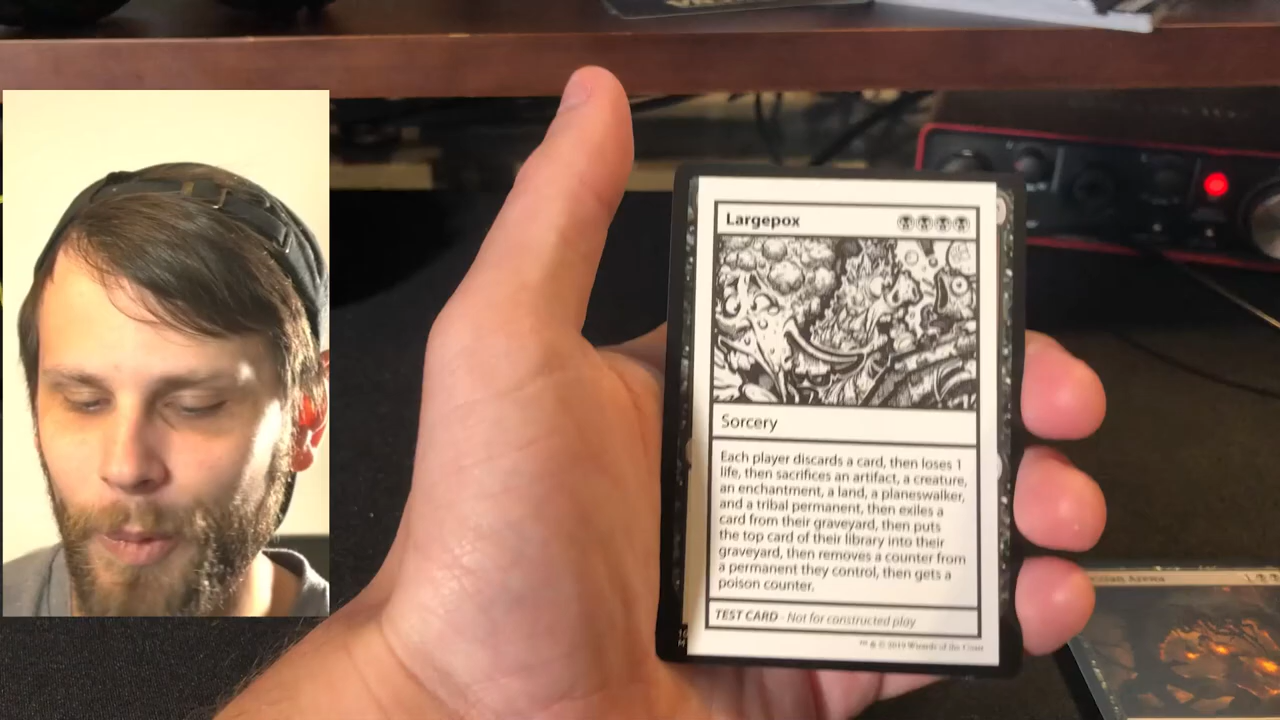 Largepox
Sorcery
Each player discards a card, then loses 1
life, then sacrifices an artifact, a creature,
an enchantment, a land, a planeswalker,
and a tribal permanent, then exiles a
card from their graveyard, then puts
the top card of their library into their
graveyard, then removes a counter from
a permanent they control, then gets a
poison counter.
TEST CARD - Not for constructed play
™ & © 2019 Wizards of the Coast
Arena